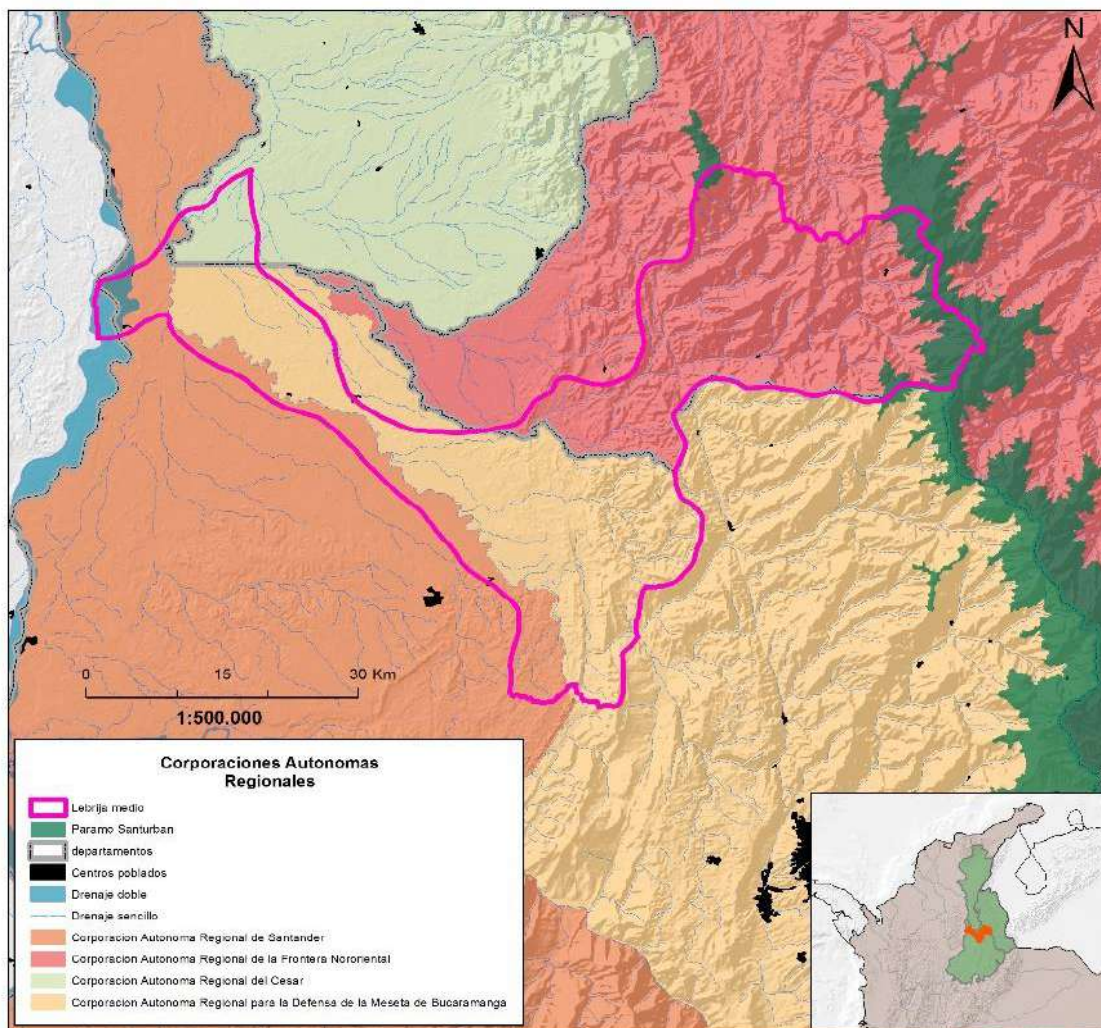 N
0 15 30 Km
1:500.000
Corporaciones Autonomas
Regionales
Lebrija medio
Paramo Santurban
departamentos
Centros poblados
Drenaje doble
Drenaje sencillo
Corporacion Autonoma Regional de Santander
Corporacion Autonoma Regional de la Frontera Nororiental
Corporacion Autonoma Regional del Cesar
Corporacion Autonoma Regional para la Defensa de la Meseta de Bucaramanga